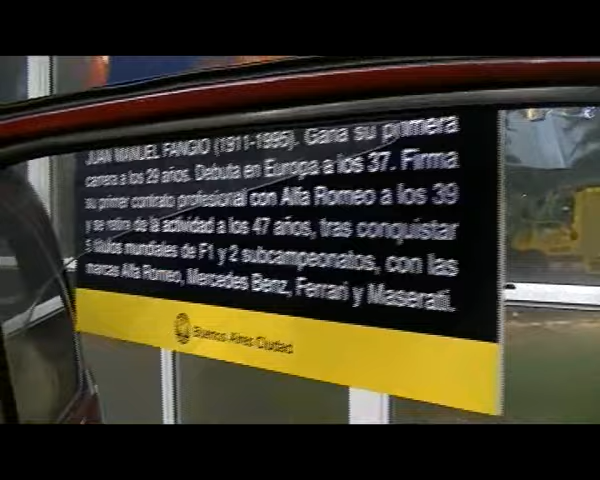 JUAN MANUEL FANGIO (1911-1995). Gana su primera
carrera a los 29 años. Debuta en Europa a los 37. Firma
su primer contrato profesional con Alfa Romeo a los 39
y se retira de la actividad a los 47 años, tras conquistar
5 títulos mundiales de F1 y 2 subcampeonatos, con las
marcas Alfa Romeo, Mercedes Benz, Ferrari y Maserati.
Buenos Aires Ciudad